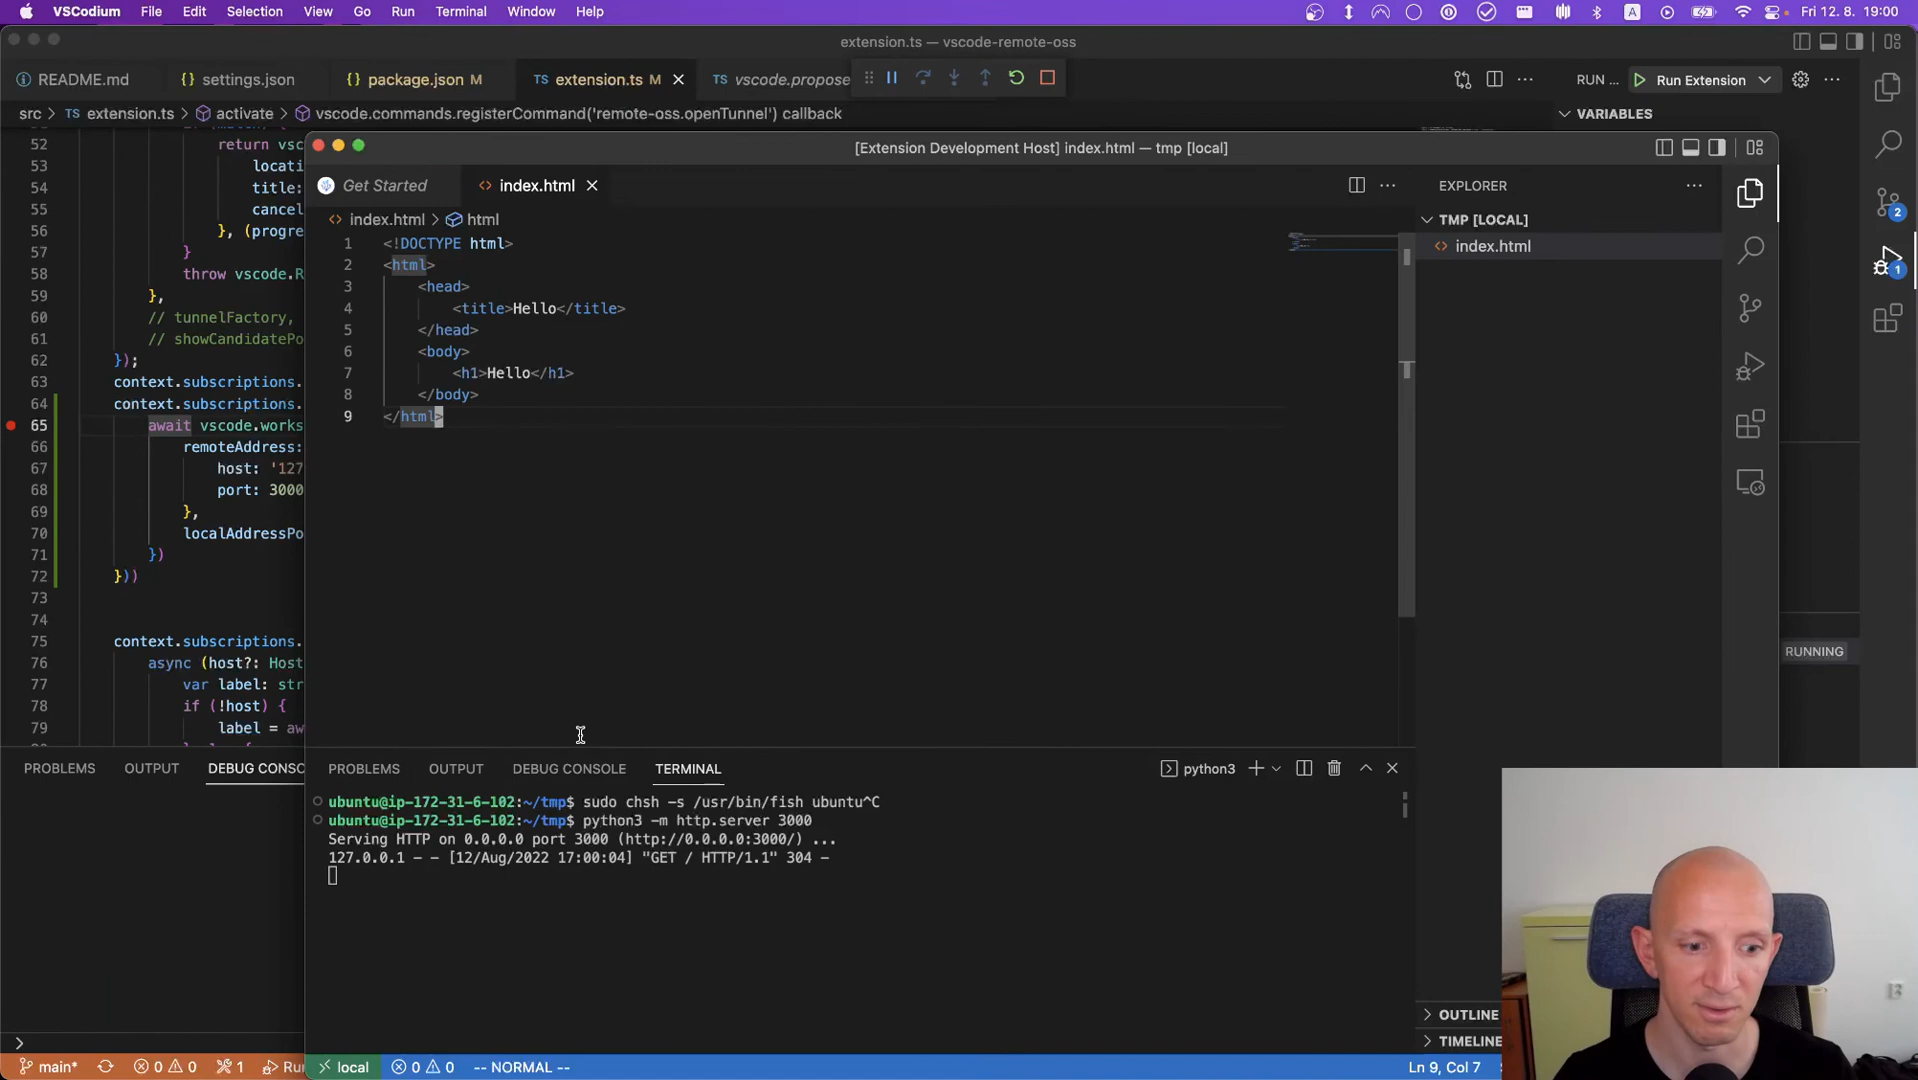 VSCodium File Edit Selection View Go Run Terminal Window Help
A Fri 12. 8. 19:00
extension.ts — vscode-remote-oss
README.md settings.json package.json M TS extension.ts M vscode.propose
RUN ... Run Extension
src TS extension.ts activate vscode.commands.registerCommand('remote-oss.openTunnel') callback
VARIABLES
52 return vsc
53 locati
54 title:
55 cancel
56 }, (progre
57 }
58 throw vscode.R
59 },
60 // tunnelFactory,
61 // showCandidatePo
62 });
63 context.subscriptions.
64 context.subscriptions.
65 await vscode.works
66 remoteAddress:
67 host: '127
68 port: 3000
69 },
70 localAddressPo
71 })
72 }))
73
74
75 context.subscriptions.
76 async (host?: Host
77 var label: str
78 if (!host) {
79 label = aw
PROBLEMS OUTPUT DEBUG CONSO
main* 0 0 1 Run
[Extension Development Host] index.html — tmp [local]
Get Started index.html
index.html html
1 <!DOCTYPE html>
2 <html>
3 <head>
4 <title>Hello</title>
5 </head>
6 <body>
7 <h1>Hello</h1>
8 </body>
9 </html>
EXPLORER
TMP [LOCAL]
index.html
2
1
RUNNING
PROBLEMS OUTPUT DEBUG CONSOLE TERMINAL python3
ubuntu@ip-172-31-6-102:~/tmp$ sudo chsh -s /usr/bin/fish ubuntu^C
ubuntu@ip-172-31-6-102:~/tmp$ python3 -m http.server 3000
Serving HTTP on 0.0.0.0 port 3000 (http://0.0.0.0:3000/) ...
127.0.0.1 - - [12/Aug/2022 17:00:04] "GET / HTTP/1.1" 304 -
OUTLINE
TIMELINE
local 0 0 -- NORMAL -- Ln 9, Col 7